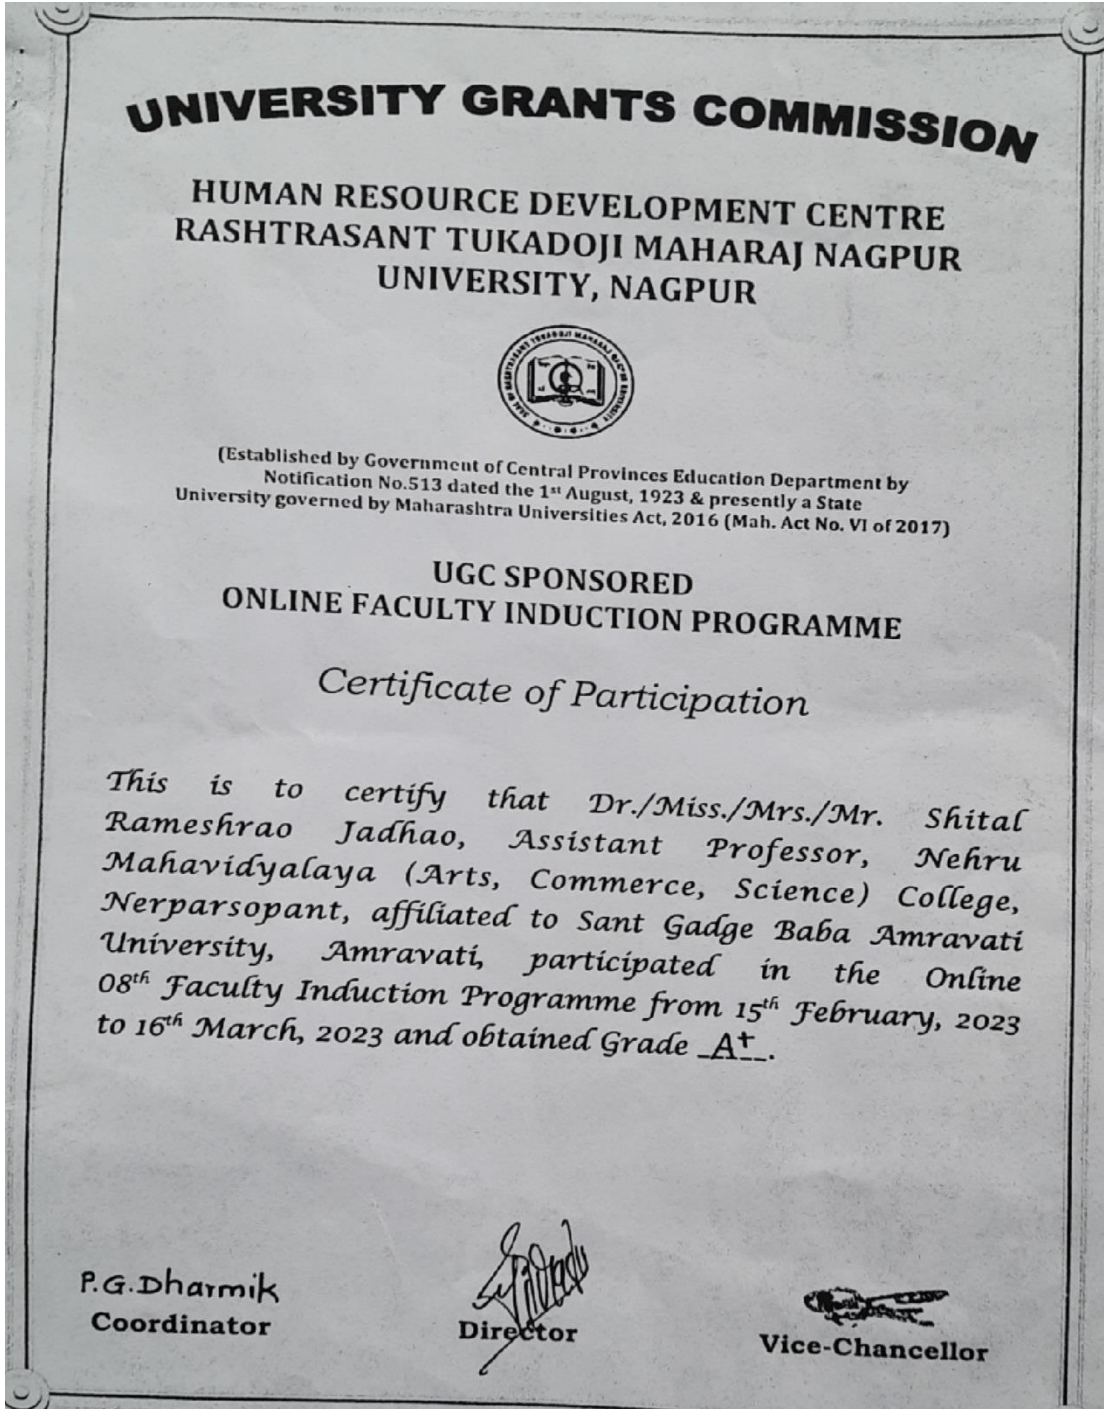 UNIVERSITY GRANTS COMMISSION
HUMAN RESOURCE DEVELOPMENT CENTRE
RASHTRASANT TUKADOJI MAHARAJ NAGPUR
UNIVERSITY, NAGPUR
(Established by Government of Central Provinces Education Department by
Notification No.513 dated the 1st August, 1923 & presently a State
University governed by Maharashtra Universities Act, 2016 (Mah. Act No. VI of 2017)
UGC SPONSORED
ONLINE FACULTY INDUCTION PROGRAMME
Certificate of Participation
This is to certify that Dr./Miss./Mrs./Mr. Shital
Rameshrao Jadhao, Assistant Professor, Nehru
Mahavidyalaya (Arts, Commerce, Science) College,
Nerparsopant, affiliated to Sant Gadge Baba Amravati
University, Amravati, participated in the Online
08th Faculty Induction Programme from 15th February, 2023
to 16th March, 2023 and obtained Grade _A+_.
P.G.Dharmik
Coordinator
Director
Vice-Chancellor